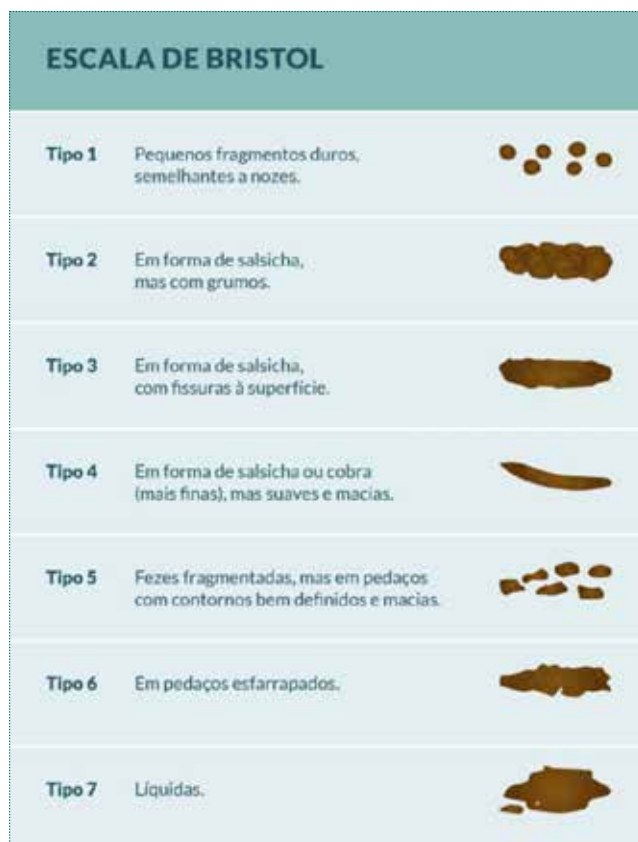 ESCALA DE BRISTOL
Tipo 1
Pequenos fragmentos duros,
semelhantes a nozes.
Tipo 2
Em forma de salsicha,
mas com grumos.
Tipo 3
Em forma de salsicha,
com fissuras à superfície.
Tipo 4
Em forma de salsicha ou cobra
(mais finas), mas suaves e macias.
Tipo 5
Fezes fragmentadas, mas em pedaços
com contornos bem definidos e macias.
Tipo 6
Em pedaços esfarrapados.
Tipo 7
Líquidas.